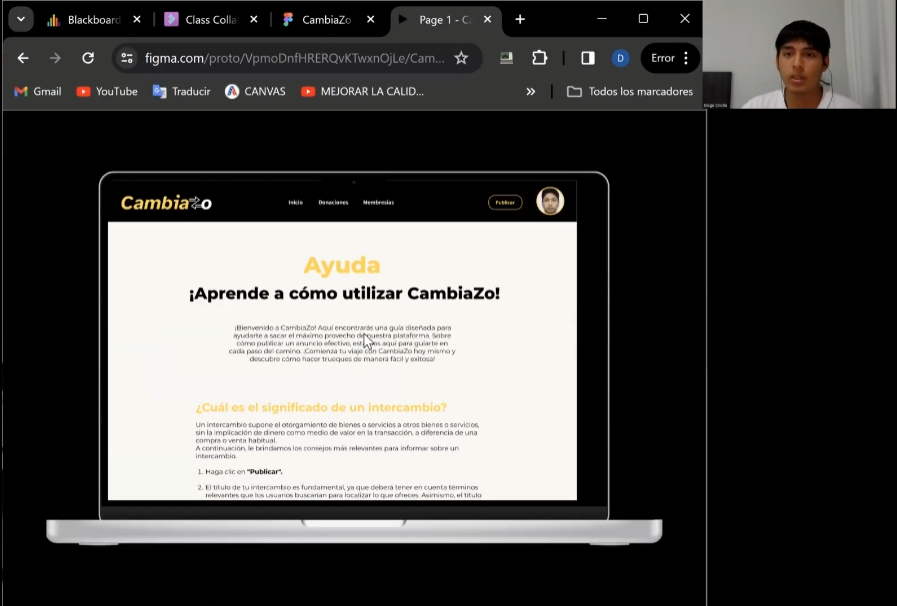 Blackboard
Class Colla
CambiaZo
Page 1 - C
figma.com/proto/VpmoDnfHRERQvKTwxnOjLe/Cam...
D
Error
Gmail
YouTube
Traducir
CANVAS
MEJORAR LA CALID...
»
Todos los marcadores
CambiaZo
Inicio
Donaciones
Membresías
Publicar
Ayuda
¡Aprende a cómo utilizar CambiaZo!
¡Bienvenido a CambiaZo! Aquí encontrarás una guía diseñada para
ayudarte a sacar el máximo provecho de nuestra plataforma. Sobre
cómo publicar un anuncio efectivo, estamos aquí para guiarte en
cada paso del camino. ¡Comienza tu viaje con CambiaZo hoy mismo y
descubre cómo hacer trueques de manera fácil y exitosa!
¿Cuál es el significado de un intercambio?
Un intercambio supone el otorgamiento de bienes o servicios a otros bienes o servicios,
sin la implicación de dinero como medio de valor en la transacción, a diferencia de una
compra o venta habitual.
A continuación, le brindamos los consejos más relevantes para informar sobre un
intercambio.
1. Haga clic en "Publicar".
2. El título de tu intercambio es fundamental, ya que deberá tener en cuenta términos
relevantes que los usuarios buscarían para localizar lo que ofreces. Asimismo, el título